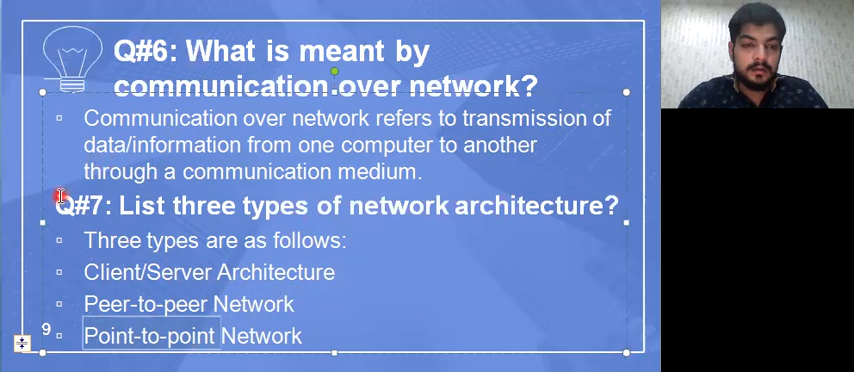 Q#6: What is meant by
communication over network?
Communication over network refers to transmission of
data/information from one computer to another
through a communication medium.
Q#7: List three types of network architecture?
Three types are as follows:
Client/Server Architecture
Peer-to-peer Network
Point-to-point Network
9